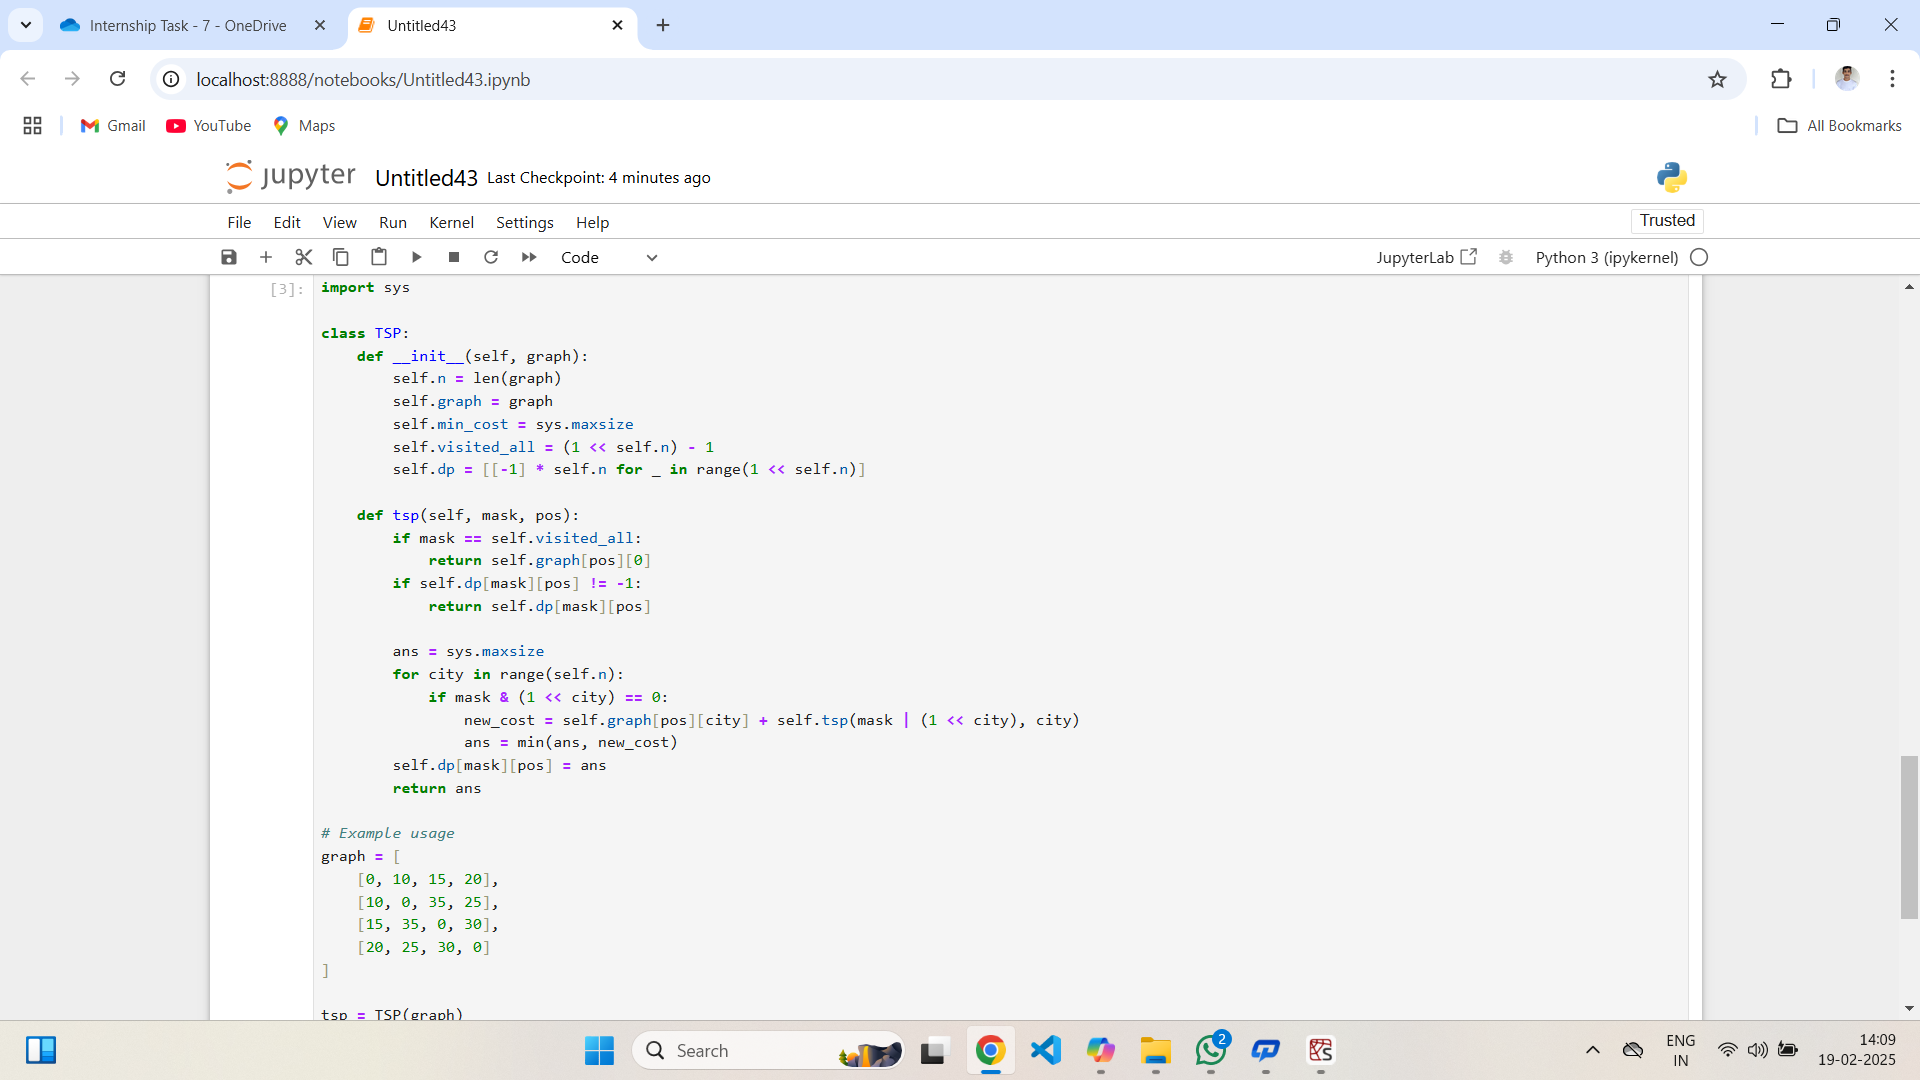 Internship Task - 7 - OneDrive
Untitled43
localhost:8888/notebooks/Untitled43.ipynb
Gmail
YouTube
Maps
All Bookmarks
jupyter Untitled43 Last Checkpoint: 4 minutes ago
File Edit View Run Kernel Settings Help
Trusted
Code
JupyterLab
Python 3 (ipykernel)
[3]:
import sys

class TSP:
    def __init__(self, graph):
        self.n = len(graph)
        self.graph = graph
        self.min_cost = sys.maxsize
        self.visited_all = (1 << self.n) - 1
        self.dp = [[-1] * self.n for _ in range(1 << self.n)]

    def tsp(self, mask, pos):
        if mask == self.visited_all:
            return self.graph[pos][0]
        if self.dp[mask][pos] != -1:
            return self.dp[mask][pos]

        ans = sys.maxsize
        for city in range(self.n):
            if mask & (1 << city) == 0:
                new_cost = self.graph[pos][city] + self.tsp(mask | (1 << city), city)
                ans = min(ans, new_cost)
        self.dp[mask][pos] = ans
        return ans

# Example usage
graph = [
    [0, 10, 15, 20],
    [10, 0, 35, 25],
    [15, 35, 0, 30],
    [20, 25, 30, 0]
]

tsp = TSP(graph)
Search
2
ENG
IN
14:09
19-02-2025